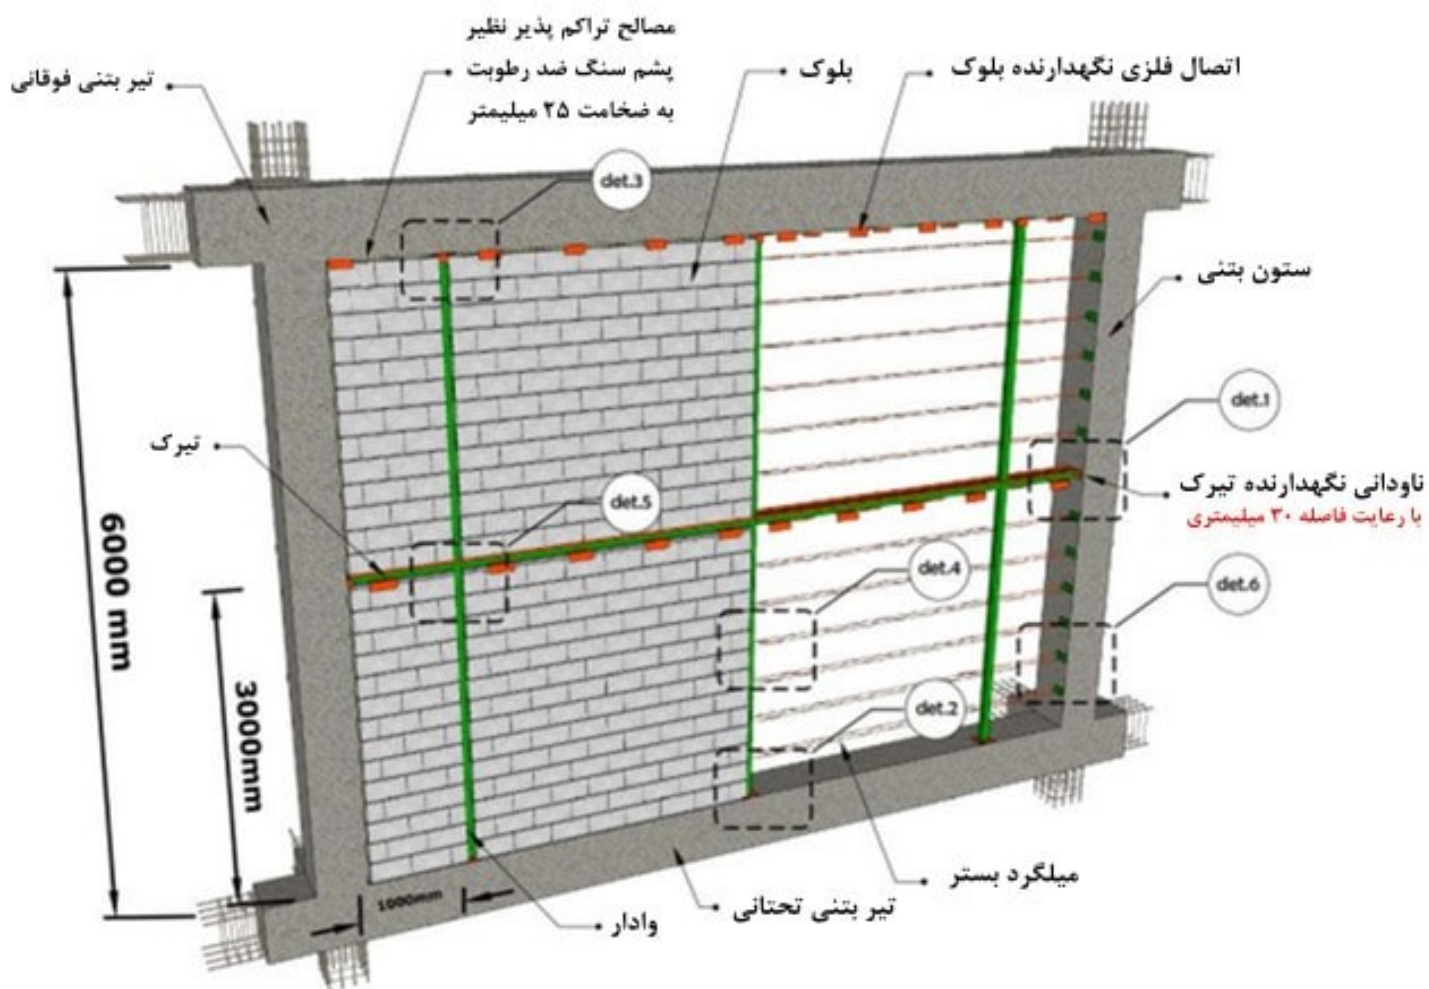 مصالح تراکم پذیر نظیر
پشم سنگ ضد رطوبت
به ضخامت ۲۵ میلیمتر
تیر بتنی فوقانی
بلوک
اتصال فلزی نگهدارنده بلوک
det.3
ستون بتنی
det.1
تیرک
ناودانی نگهدارنده تیرک
با رعایت فاصله ۳۰ میلیمتری
det.5
det.4
det.6
6000 mm
3000mm
det.2
1000mm
میلگرد بستر
تیر بتنی تحتانی
وادار